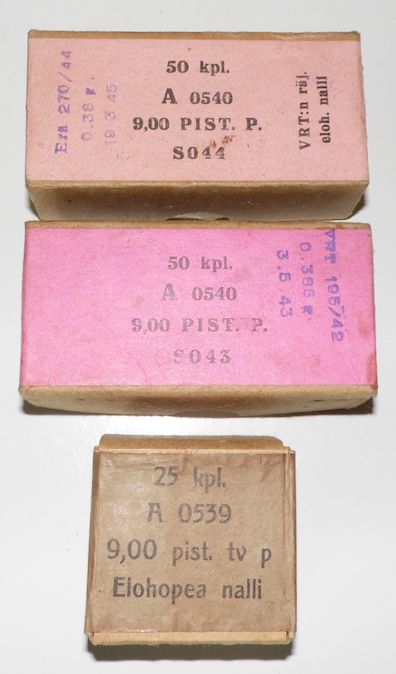 50 kpl.
A 0540
9,00 PIST. P.
S044
Erä 270/44
0.38 g.
19 3 45
VRT:n räj.
eloh. nalli
50 kpl.
A 0540
9,00 PIST. P.
S043
VRT 195/42
0.385 g.
3.5.43
25 kpl.
A 0539
9,00 pist. tv p
Elohopea nalli